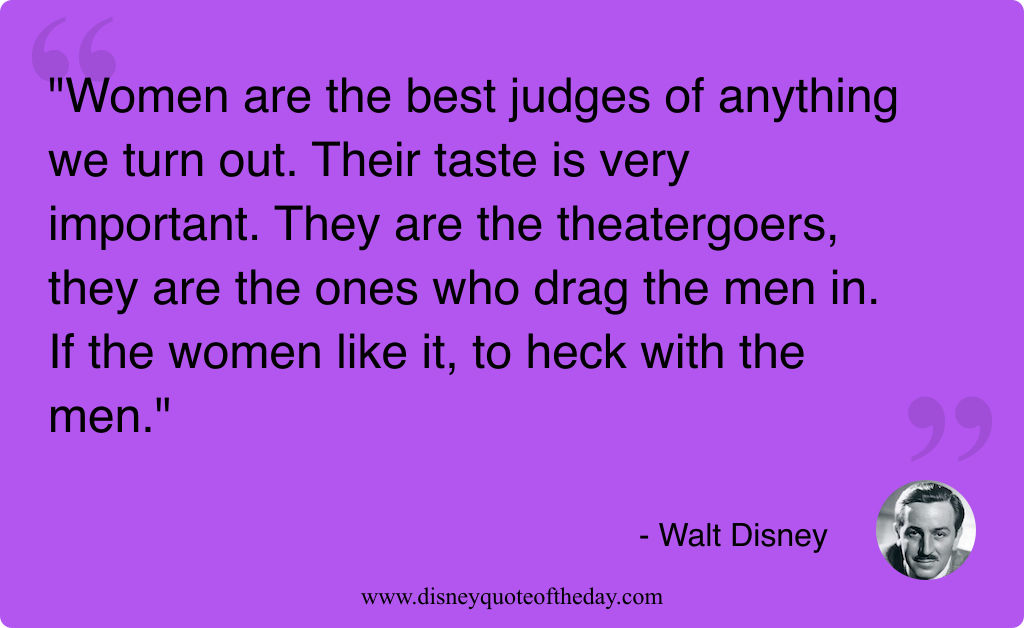 "Women are the best judges of anything
we turn out. Their taste is very
important. They are the theatergoers,
they are the ones who drag the men in.
If the women like it, to heck with the
men."
- Walt Disney
www.disneyquoteoftheday.com